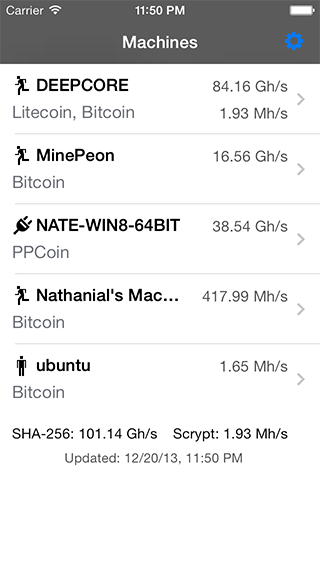 Carrier 11:50 PM
Machines
DEEPCORE 84.16 Gh/s
Litecoin, Bitcoin 1.93 Mh/s
MinePeon 16.56 Gh/s
Bitcoin
NATE-WIN8-64BIT 38.54 Gh/s
PPCoin
Nathanial's Mac... 417.99 Mh/s
Bitcoin
ubuntu 1.65 Mh/s
Bitcoin
SHA-256: 101.14 Gh/s Scrypt: 1.93 Mh/s
Updated: 12/20/13, 11:50 PM